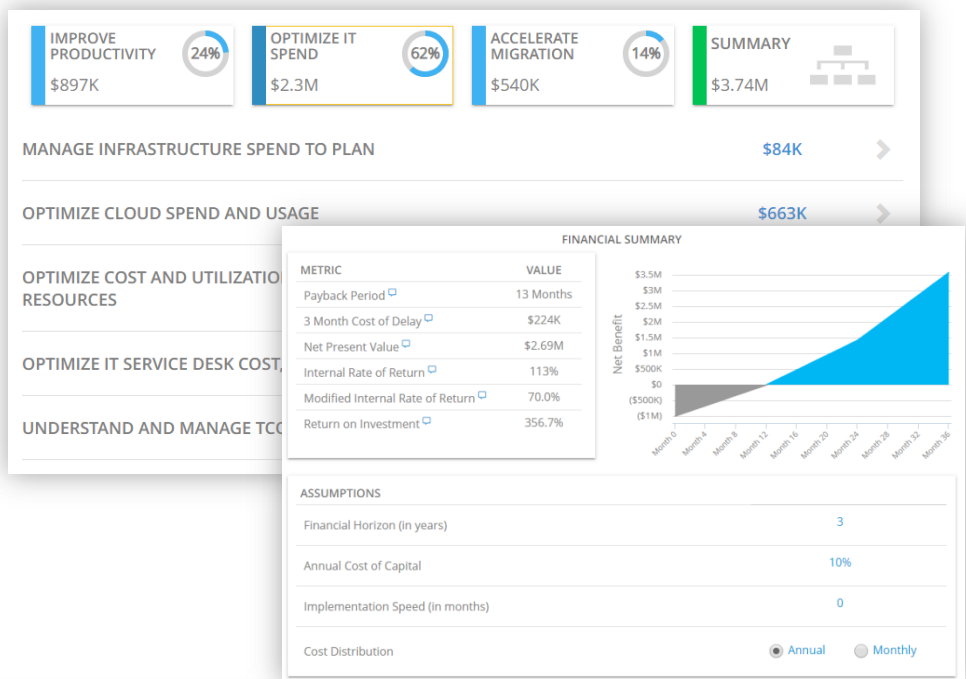 IMPROVE
PRODUCTIVITY
24%
$897K
OPTIMIZE IT
SPEND
62%
$2.3M
ACCELERATE
MIGRATION
14%
$540K
SUMMARY
$3.74M
MANAGE INFRASTRUCTURE SPEND TO PLAN $84K
OPTIMIZE CLOUD SPEND AND USAGE $663K
OPTIMIZE COST AND
RESOURCES
OPTIMIZE IT SERVICE DESK COST,
UNDERSTAND AND MANAGE
FINANCIAL SUMMARY
METRIC VALUE
Payback Period 13 Months
3 Month Cost of Delay $224K
Net Present Value $2.69M
Internal Rate of Return 113%
Modified Internal Rate of Return 70.0%
Return on Investment 356.7%
Net Benefit
$3.5M
$3M
$2.5M
$2M
$1.5M
$1M
$500K
$0
($500K)
($1M)
Month 0 Month 4 Month 8 Month 12 Month 16 Month 20 Month 24 Month 28 Month 32 Month 36
ASSUMPTIONS
Financial Horizon (in years) 3
Annual Cost of Capital 10%
Implementation Speed (in months) 0
Cost Distribution Annual Monthly